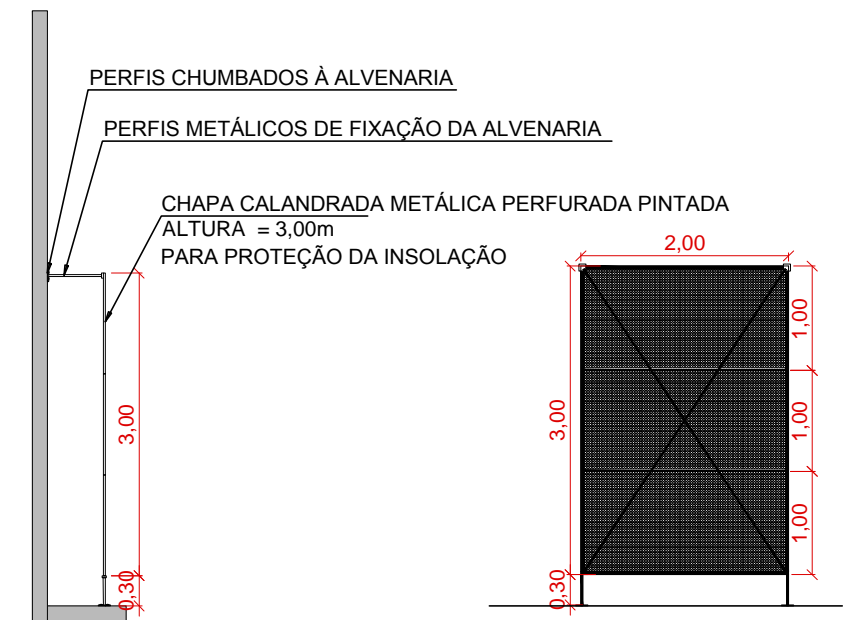 PERFIS CHUMBADOS À ALVENARIA
PERFIS METÁLICOS DE FIXAÇÃO DA ALVENARIA
CHAPA CALANDRADA METÁLICA PERFURADA PINTADA
ALTURA = 3,00m
PARA PROTEÇÃO DA INSOLAÇÃO
3,00
0,30
2,00
3,00
0,30
1,00
1,00
1,00